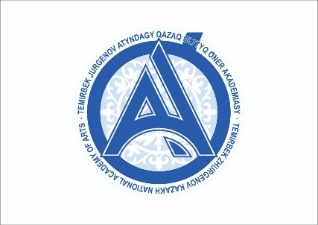 TEMIRBEK JURGENOV ATYNDAGY QAZAQ ULTTYQ ÓNER AKADEMIASY
TEMIRBEK ZHURGENOV KAZAKH NATIONAL ACADEMY OF ARTS